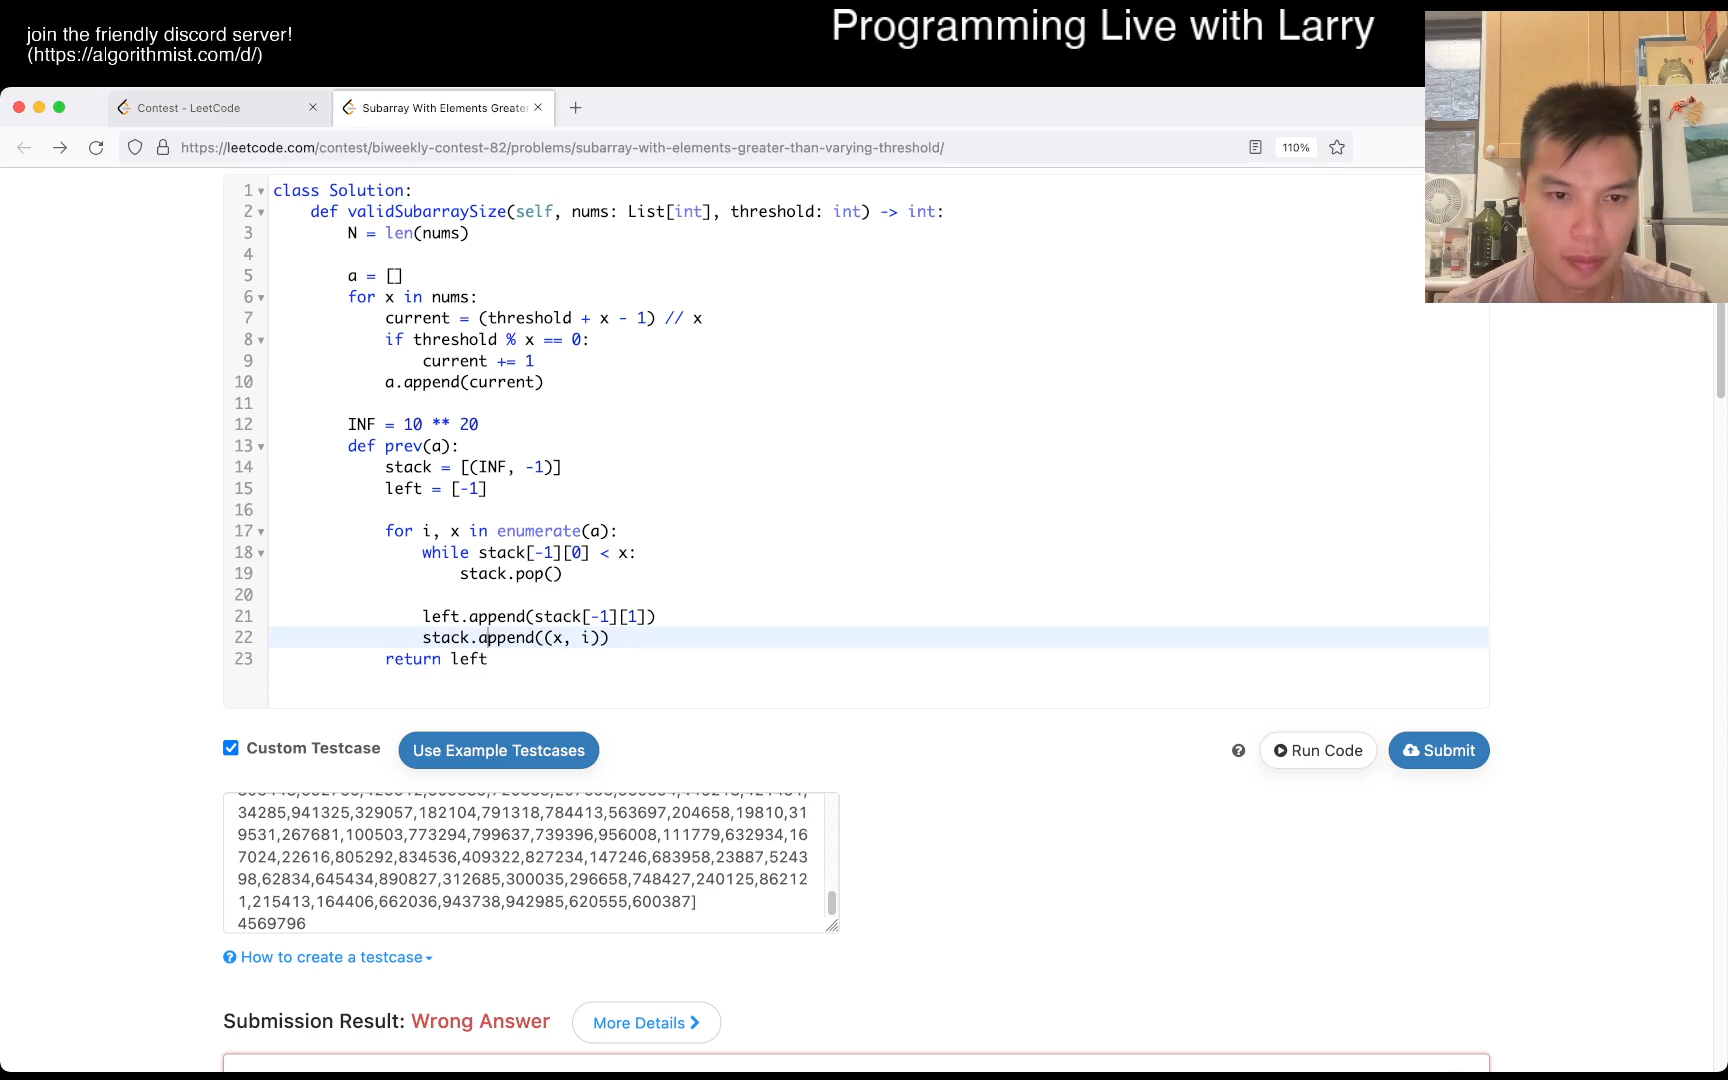 join the friendly discord server!
(https://algorithmist.com/d/)
Programming Live with Larry
Contest - LeetCode
Subarray With Elements Greater
https://leetcode.com/contest/biweekly-contest-82/problems/subarray-with-elements-greater-than-varying-threshold/
110%
1 class Solution:
2     def validSubarraySize(self, nums: List[int], threshold: int) -> int:
3         N = len(nums)
4
5         a = []
6         for x in nums:
7             current = (threshold + x - 1) // x
8             if threshold % x == 0:
9                 current += 1
10             a.append(current)
11
12         INF = 10 ** 20
13         def prev(a):
14             stack = [(INF, -1)]
15             left = [-1]
16
17             for i, x in enumerate(a):
18                 while stack[-1][0] < x:
19                     stack.pop()
20
21                 left.append(stack[-1][1])
22                 stack.append((x, i))
23             return left
Custom Testcase
Use Example Testcases
Run Code
Submit
34285,941325,329057,182104,791318,784413,563697,204658,19810,31
9531,267681,100503,773294,799637,739396,956008,111779,632934,16
7024,22616,805292,834536,409322,827234,147246,683958,23887,5243
98,62834,645434,890827,312685,300035,296658,748427,240125,86212
1,215413,164406,662036,943738,942985,620555,600387]
4569796
How to create a testcase
Submission Result: Wrong Answer
More Details